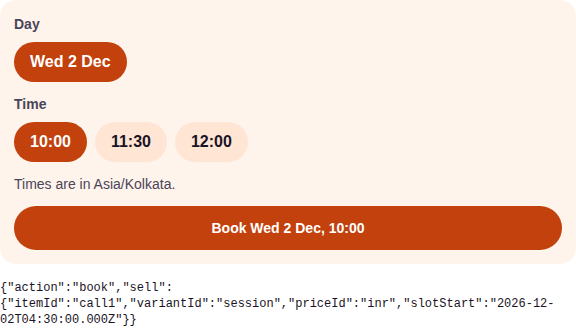 Day
Wed 2 Dec
Time
10:00 11:30 12:00
Times are in Asia/Kolkata.
Book Wed 2 Dec, 10:00
{"action":"book","sell":
{"itemId":"call1","variantId":"session","priceId":"inr","slotStart":"2026-12-
02T04:30:00.000Z"}}